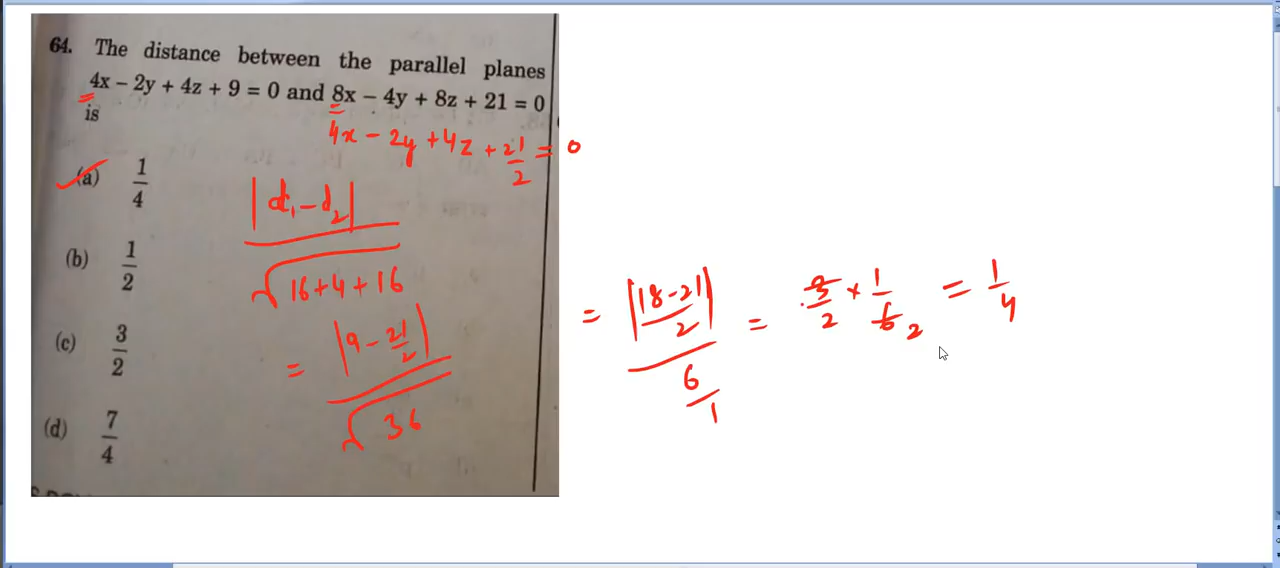 64. The distance between the parallel planes
4x – 2y + 4z + 9 = 0 and 8x – 4y + 8z + 21 = 0
is
4x - 2y + 4z + 21/2 = 0
(a) 1/4
|d₁ - d₂|
√16+4+16
(b) 1/2
= |18-21/2| / 6/1 = 3/2 × 1/6 2 = 1/4
(c) 3/2
= |9 - 21/2|
√36
(d) 7/4